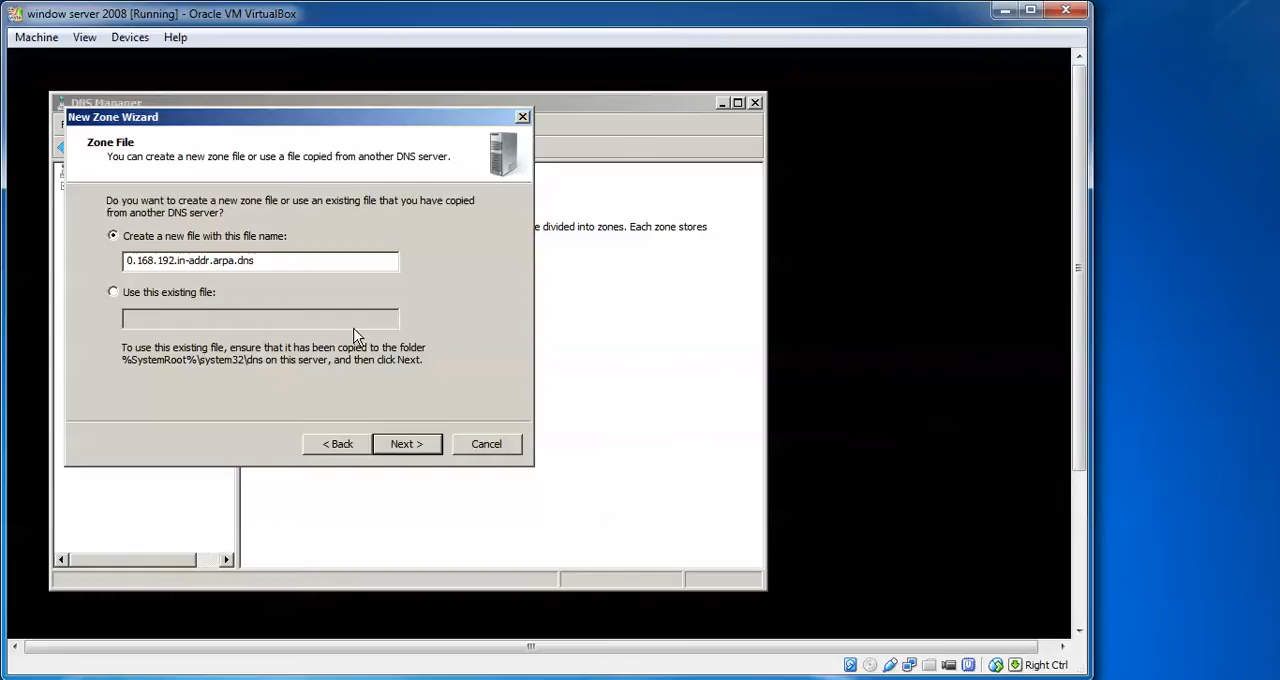 window server 2008 [Running] - Oracle VM VirtualBox
Machine View Devices Help
DNS Manager
New Zone Wizard
Zone File
You can create a new zone file or use a file copied from another DNS server.
Do you want to create a new zone file or use an existing file that you have copied
from another DNS server?
e divided into zones. Each zone stores
Create a new file with this file name:
0.168.192.in-addr.arpa.dns
Use this existing file:
To use this existing file, ensure that it has been copied to the folder
%SystemRoot%\system32\dns on this server, and then click Next.
< Back Next > Cancel
Right Ctrl